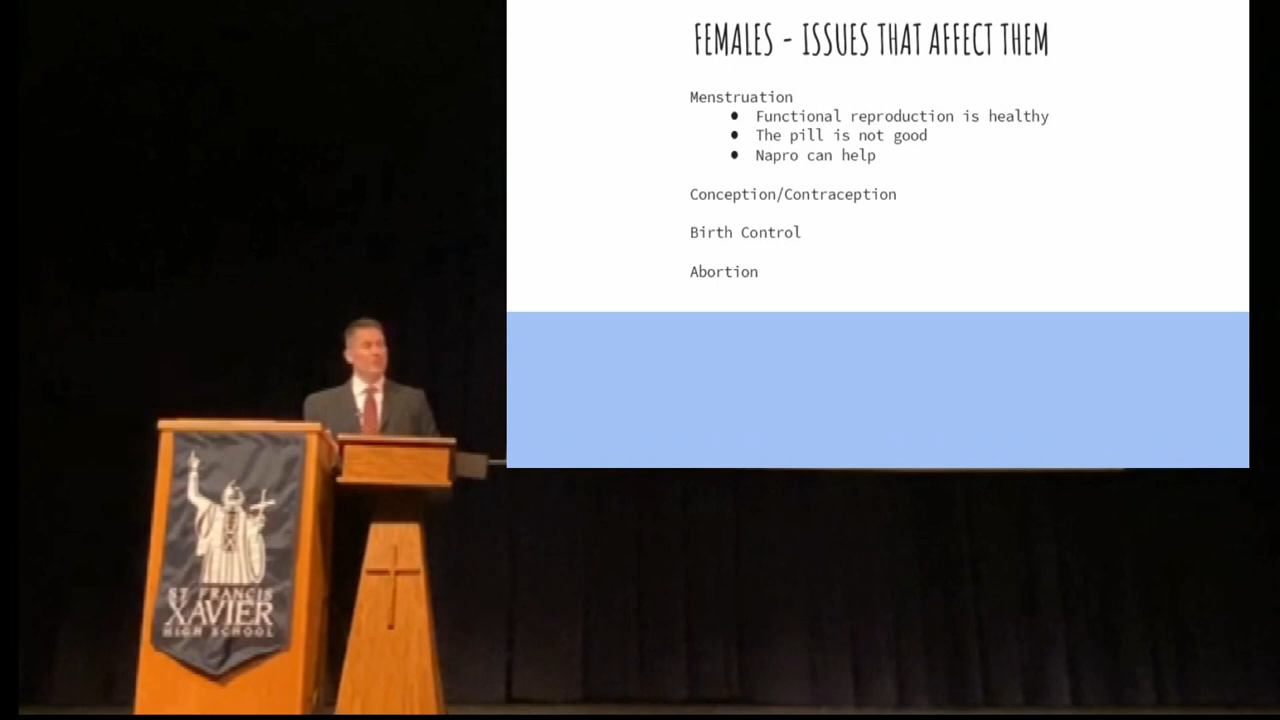 FEMALES - ISSUES THAT AFFECT THEM
Menstruation
● Functional reproduction is healthy
● The pill is not good
● Napro can help
Conception/Contraception
Birth Control
Abortion
ST FRANCIS
XAVIER
HIGH SCHOOL